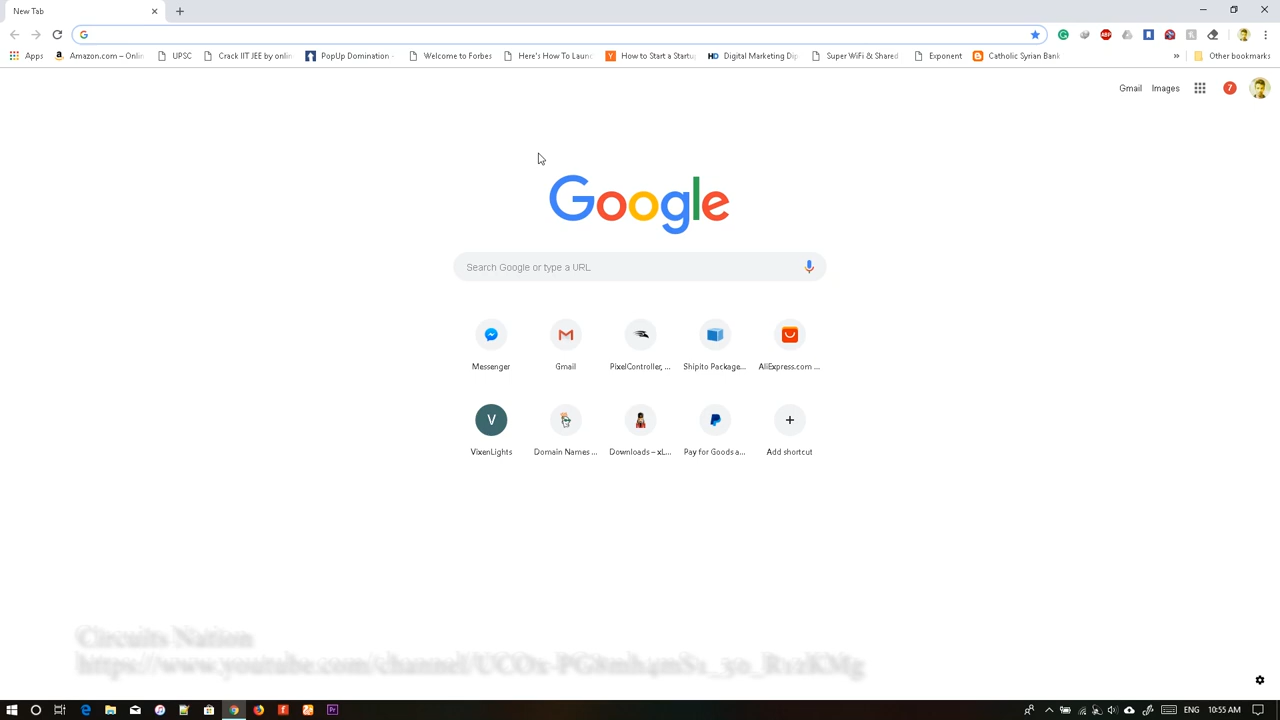 New Tab
Apps Amazon.com – Onlin UPSC Crack IIT JEE by onlin PopUp Domination - Welcome to Forbes Here's How To Launc How to Start a Startu Digital Marketing Dip Super WiFi & Shared Exponent Catholic Syrian Bank » Other bookmarks
Gmail Images 7
Google
Search Google or type a URL
Messenger Gmail PixelController, ... Shipito Package... AliExpress.com ...
V
VixenLights Domain Names ... Downloads – xL... Pay for Goods a... Add shortcut
Circuits Nation
ENG 10:55 AM